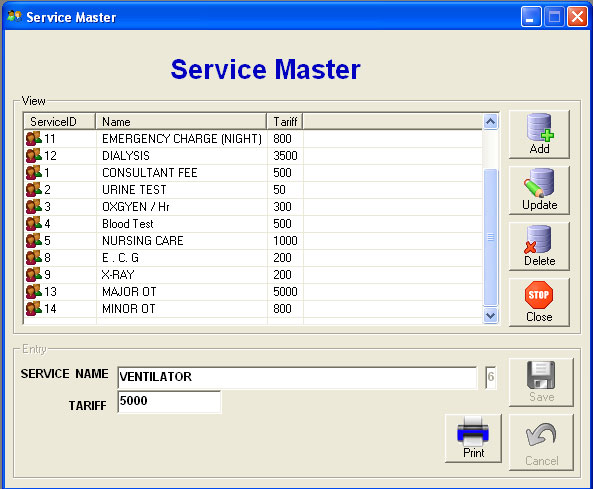 Service Master
Service Master
View
ServiceID Name Tariff
11 EMERGENCY CHARGE (NIGHT) 800
12 DIALYSIS 3500
1 CONSULTANT FEE 500
2 URINE TEST 50
3 OXGYEN / Hr 300
4 Blood Test 500
5 NURSING CARE 1000
8 E . C. G 200
9 X-RAY 200
13 MAJOR OT 5000
14 MINOR OT 800
Add
Update
Delete
STOP
Close
Entry
SERVICE NAME VENTILATOR 6
TARIFF 5000
Save
Print
Cancel